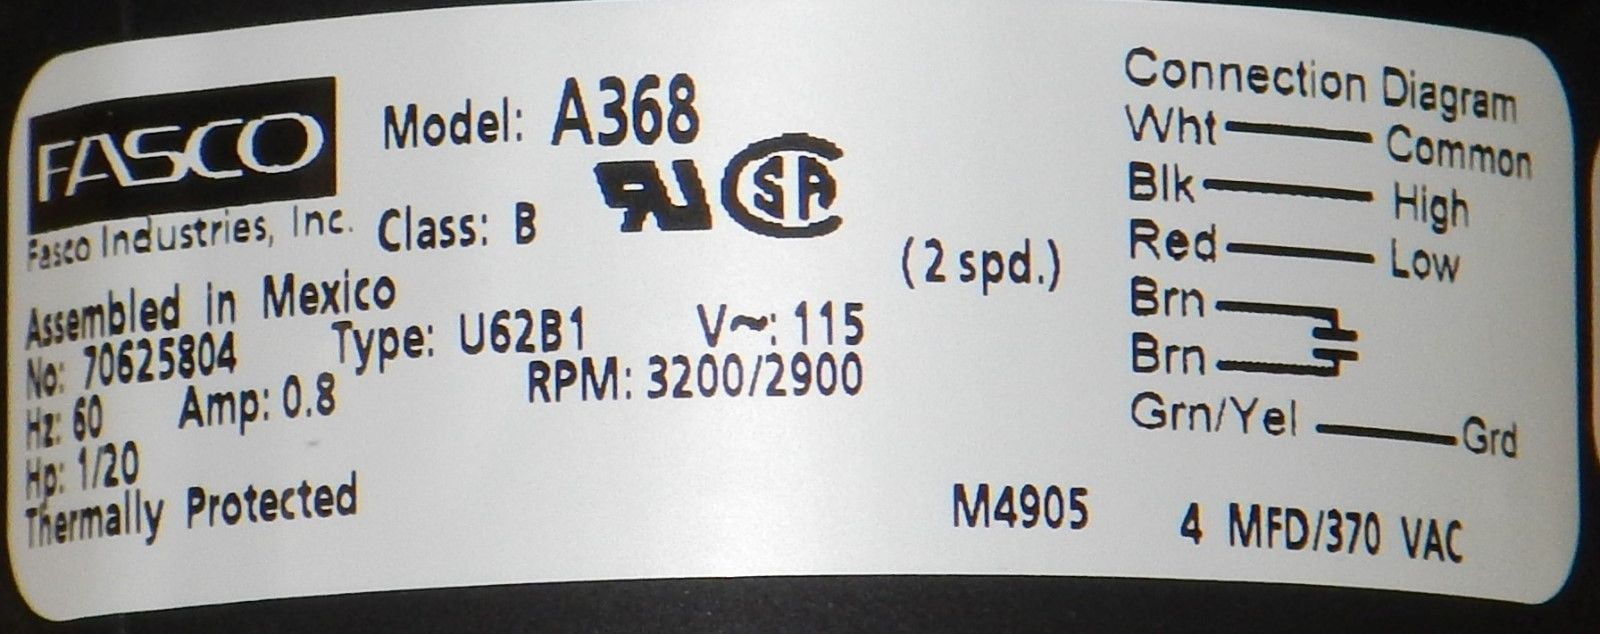 FASCO
Fasco Industries, Inc.
Model: A368
Class: B
UR
SA
Assembled in Mexico
No: 70625804
Type: U62B1
V~: 115
(2 spd.)
Hz: 60
Amp: 0.8
RPM: 3200/2900
Hp: 1/20
Thermally Protected
Connection Diagram
Wht Common
Blk High
Red Low
Brn
Brn
Grn/Yel Grd
M4905
4 MFD/370 VAC